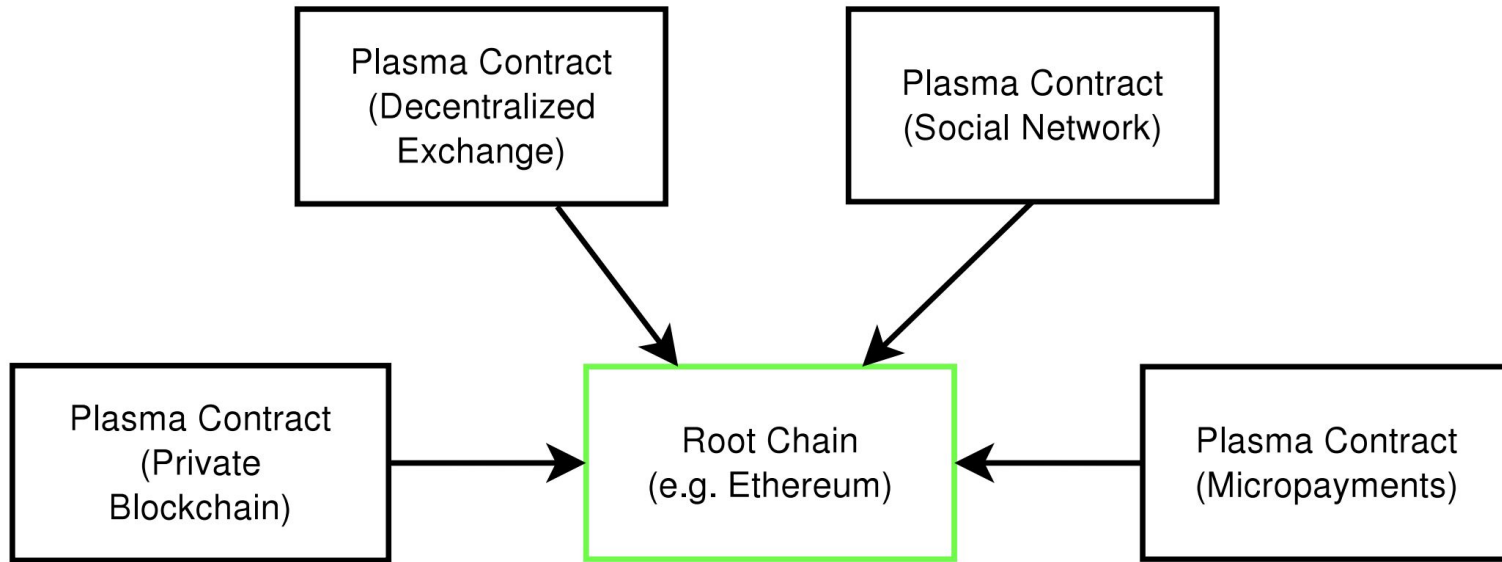 Plasma Contract
(Decentralized
Exchange)
Plasma Contract
(Social Network)
Plasma Contract
(Private
Blockchain)
Root Chain
(e.g. Ethereum)
Plasma Contract
(Micropayments)